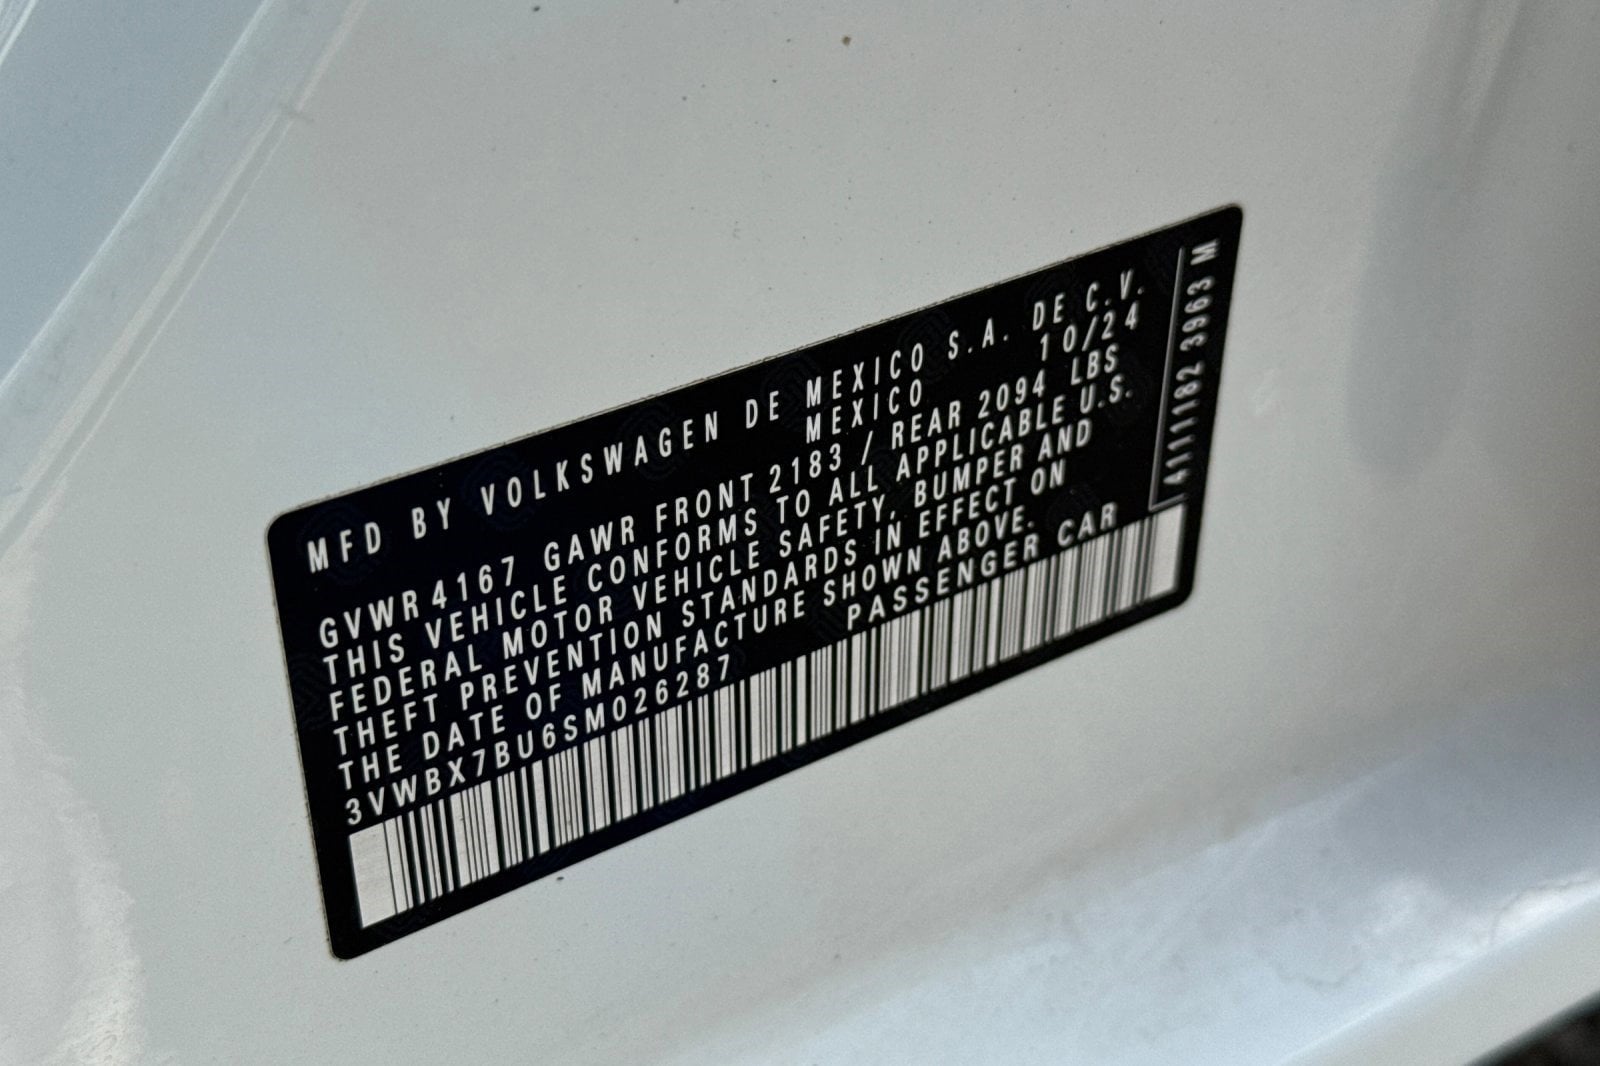 MFD BY VOLKSWAGEN DE MEXICO S.A. DE C.V.
MEXICO 10/24
GVWR 4167 GAWR FRONT 2183 / REAR 2094 LBS
THIS VEHICLE CONFORMS TO ALL APPLICABLE U.S.
FEDERAL MOTOR VEHICLE SAFETY, BUMPER AND
THEFT PREVENTION STANDARDS IN EFFECT ON
THE DATE OF MANUFACTURE SHOWN ABOVE.
3VWBX7BU6SM026287 PASSENGER CAR
4111182 3963 M